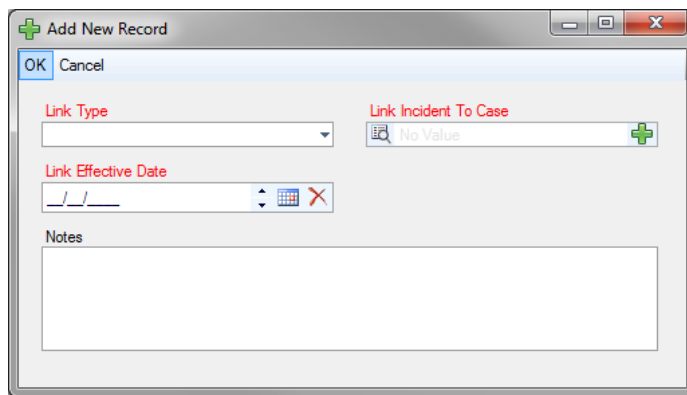 Add New Record
OK Cancel
Link Type
Link Incident To Case
No Value
Link Effective Date
__/__/____
Notes